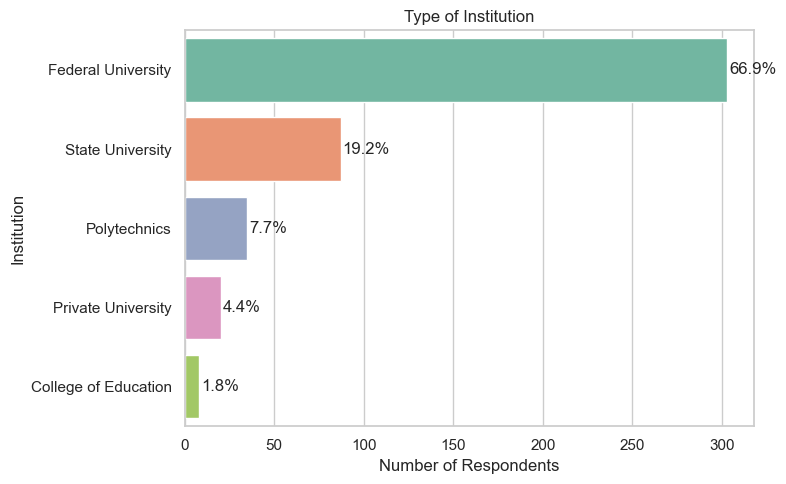 Type of Institution
Federal University
66.9%
State University
19.2%
Polytechnics
7.7%
Private University
4.4%
College of Education
1.8%
Institution
0 50 100 150 200 250 300
Number of Respondents